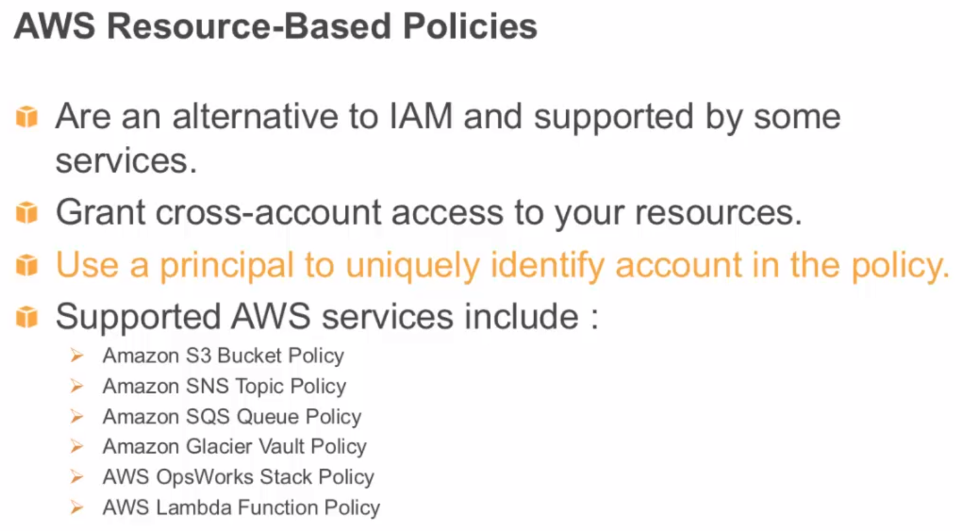 AWS Resource-Based Policies
Are an alternative to IAM and supported by some
services.
Grant cross-account access to your resources.
Use a principal to uniquely identify account in the policy.
Supported AWS services include :
Amazon S3 Bucket Policy
Amazon SNS Topic Policy
Amazon SQS Queue Policy
Amazon Glacier Vault Policy
AWS OpsWorks Stack Policy
AWS Lambda Function Policy